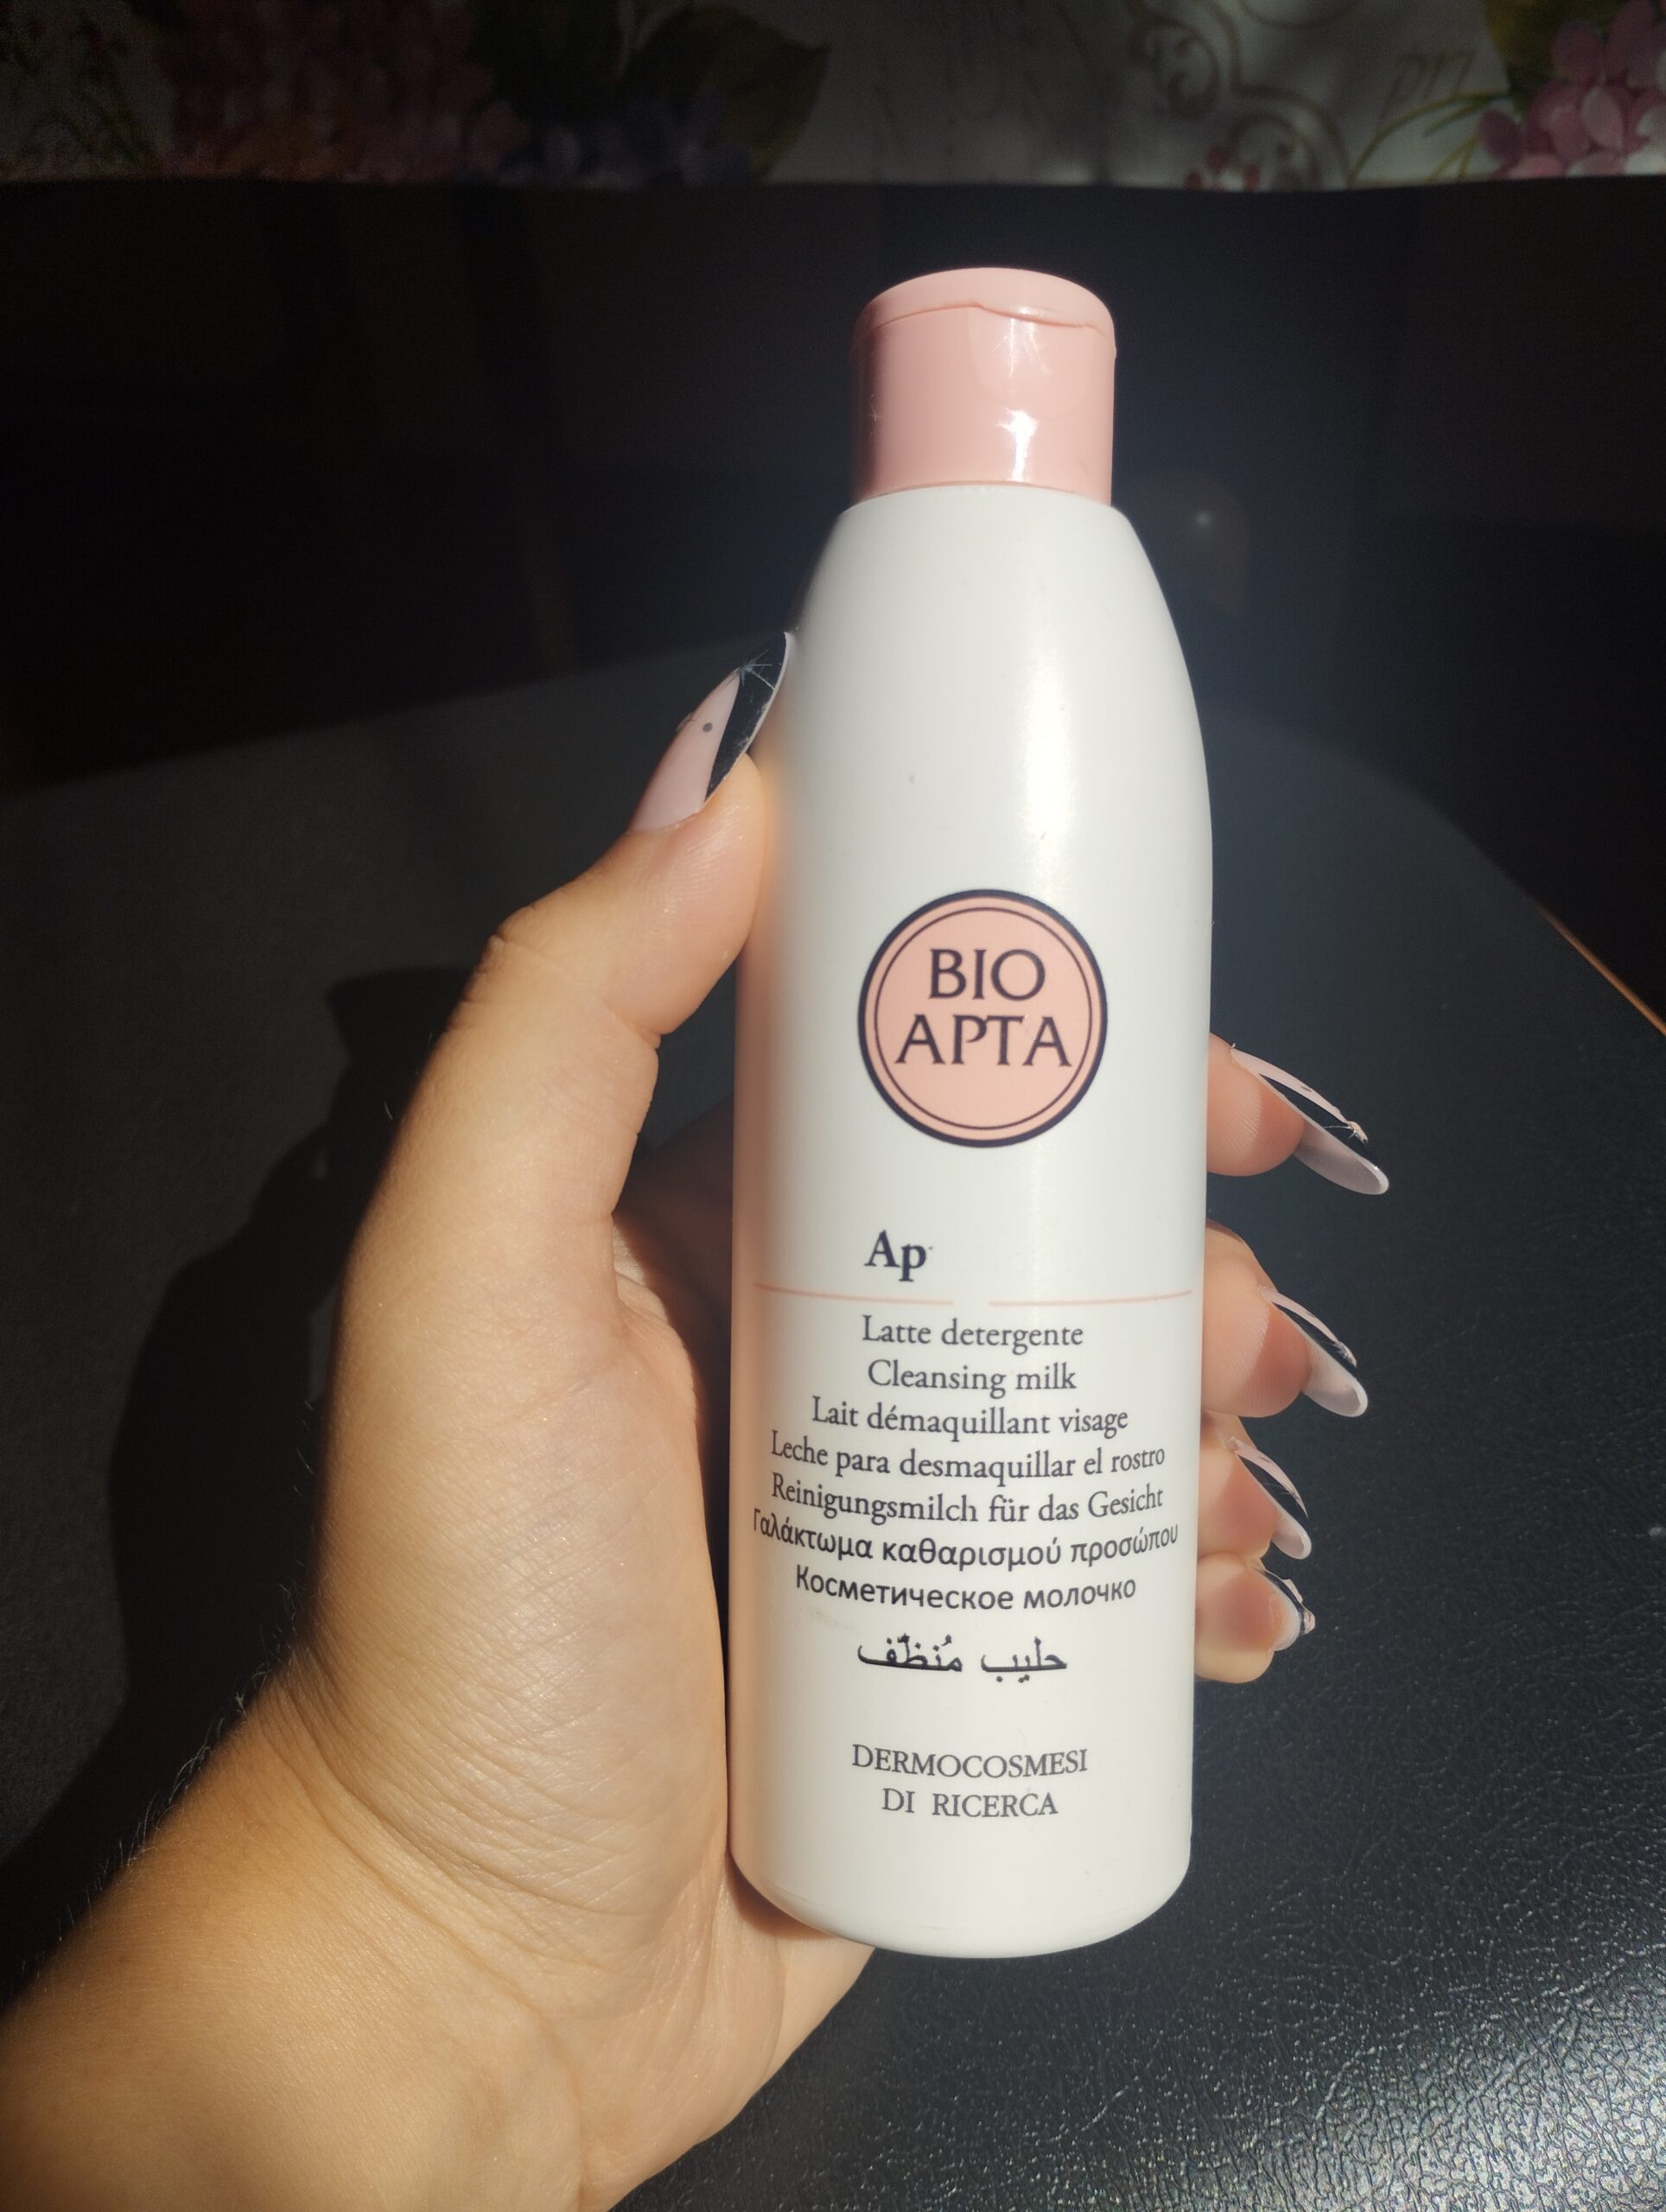 BIO
APTA
Ap
Latte detergente
Cleansing milk
Lait démaquillant visage
Leche para desmaquillar el rostro
Reinigungsmilch für das Gesicht
Γαλάκτωμα καθαρισμού προσώπου
Косметическое молочко
حليب مُنظّف
DERMOCOSMESI
DI RICERCA